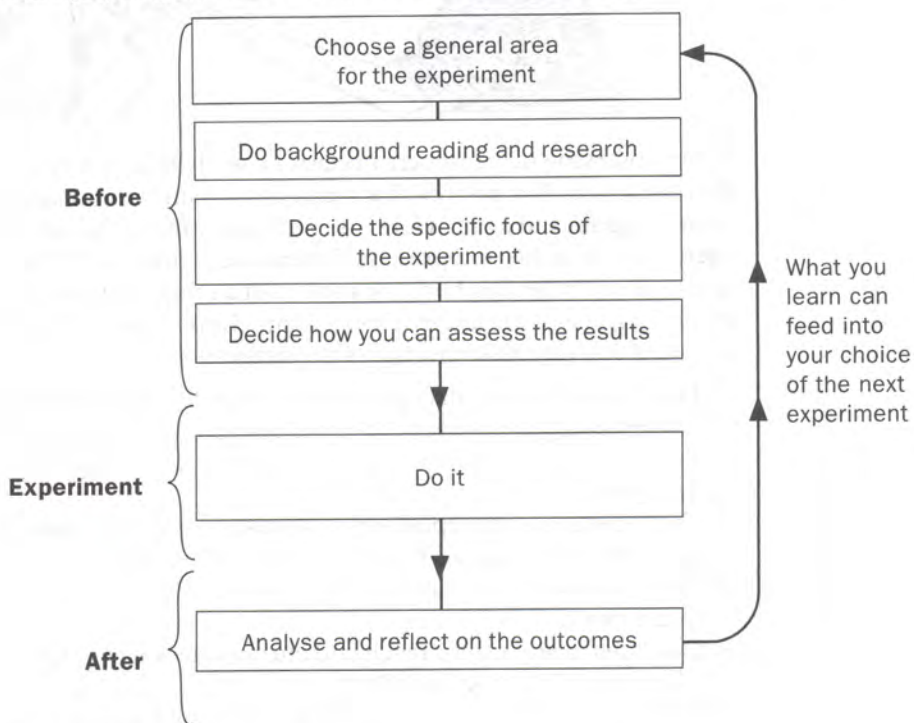 Choose a general area
for the experiment
Do background reading and research
Before
Decide the specific focus of
the experiment
Decide how you can assess the results
What you
learn can
feed into
your choice
of the next
experiment
Experiment
Do it
Analyse and reflect on the outcomes
After